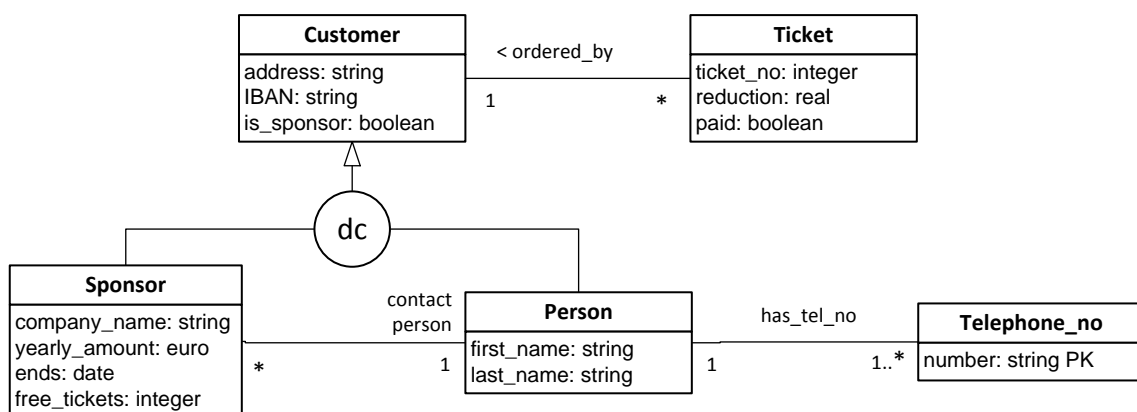 Customer
address: string
IBAN: string
is_sponsor: boolean
< ordered_by
1
*
Ticket
ticket_no: integer
reduction: real
paid: boolean
dc
Sponsor
company_name: string
yearly_amount: euro
ends: date
free_tickets: integer
*
contact
person
1
Person
first_name: string
last_name: string
has_tel_no
1
1..*
Telephone_no
number: string PK